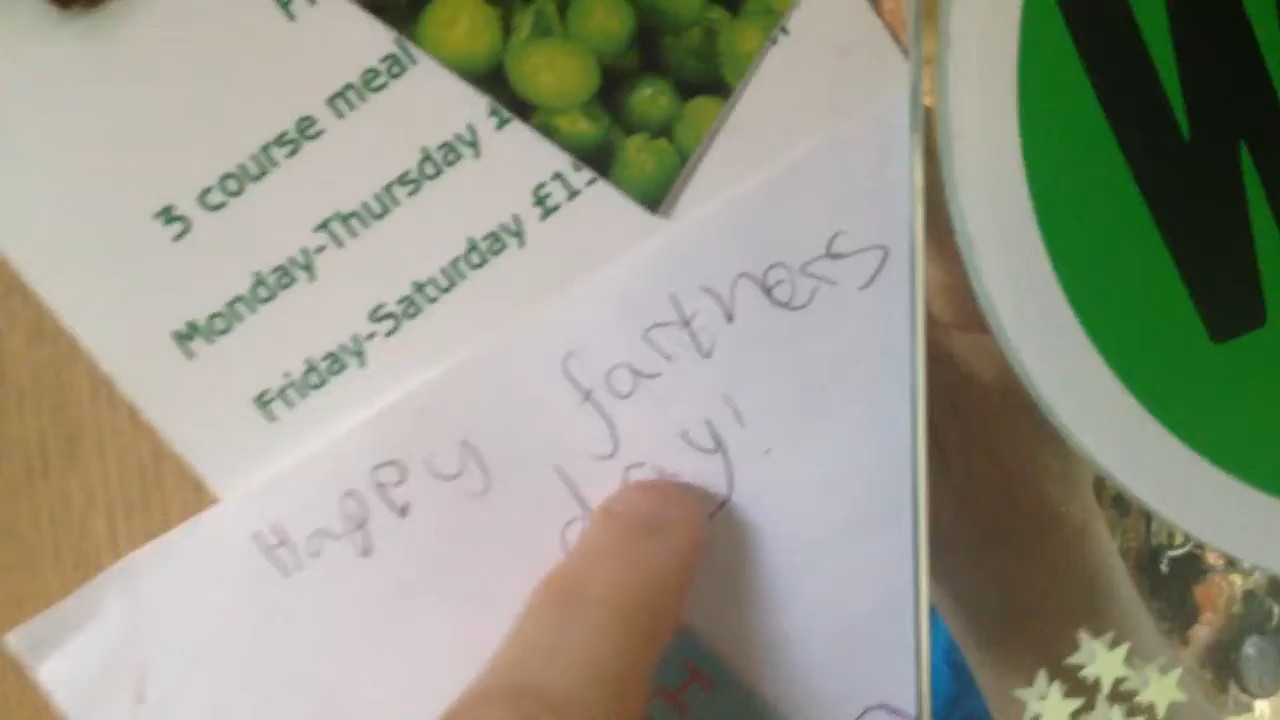 3 course meal
Monday-Thursday
Friday-Saturday
Happy farthers
day!
W
H